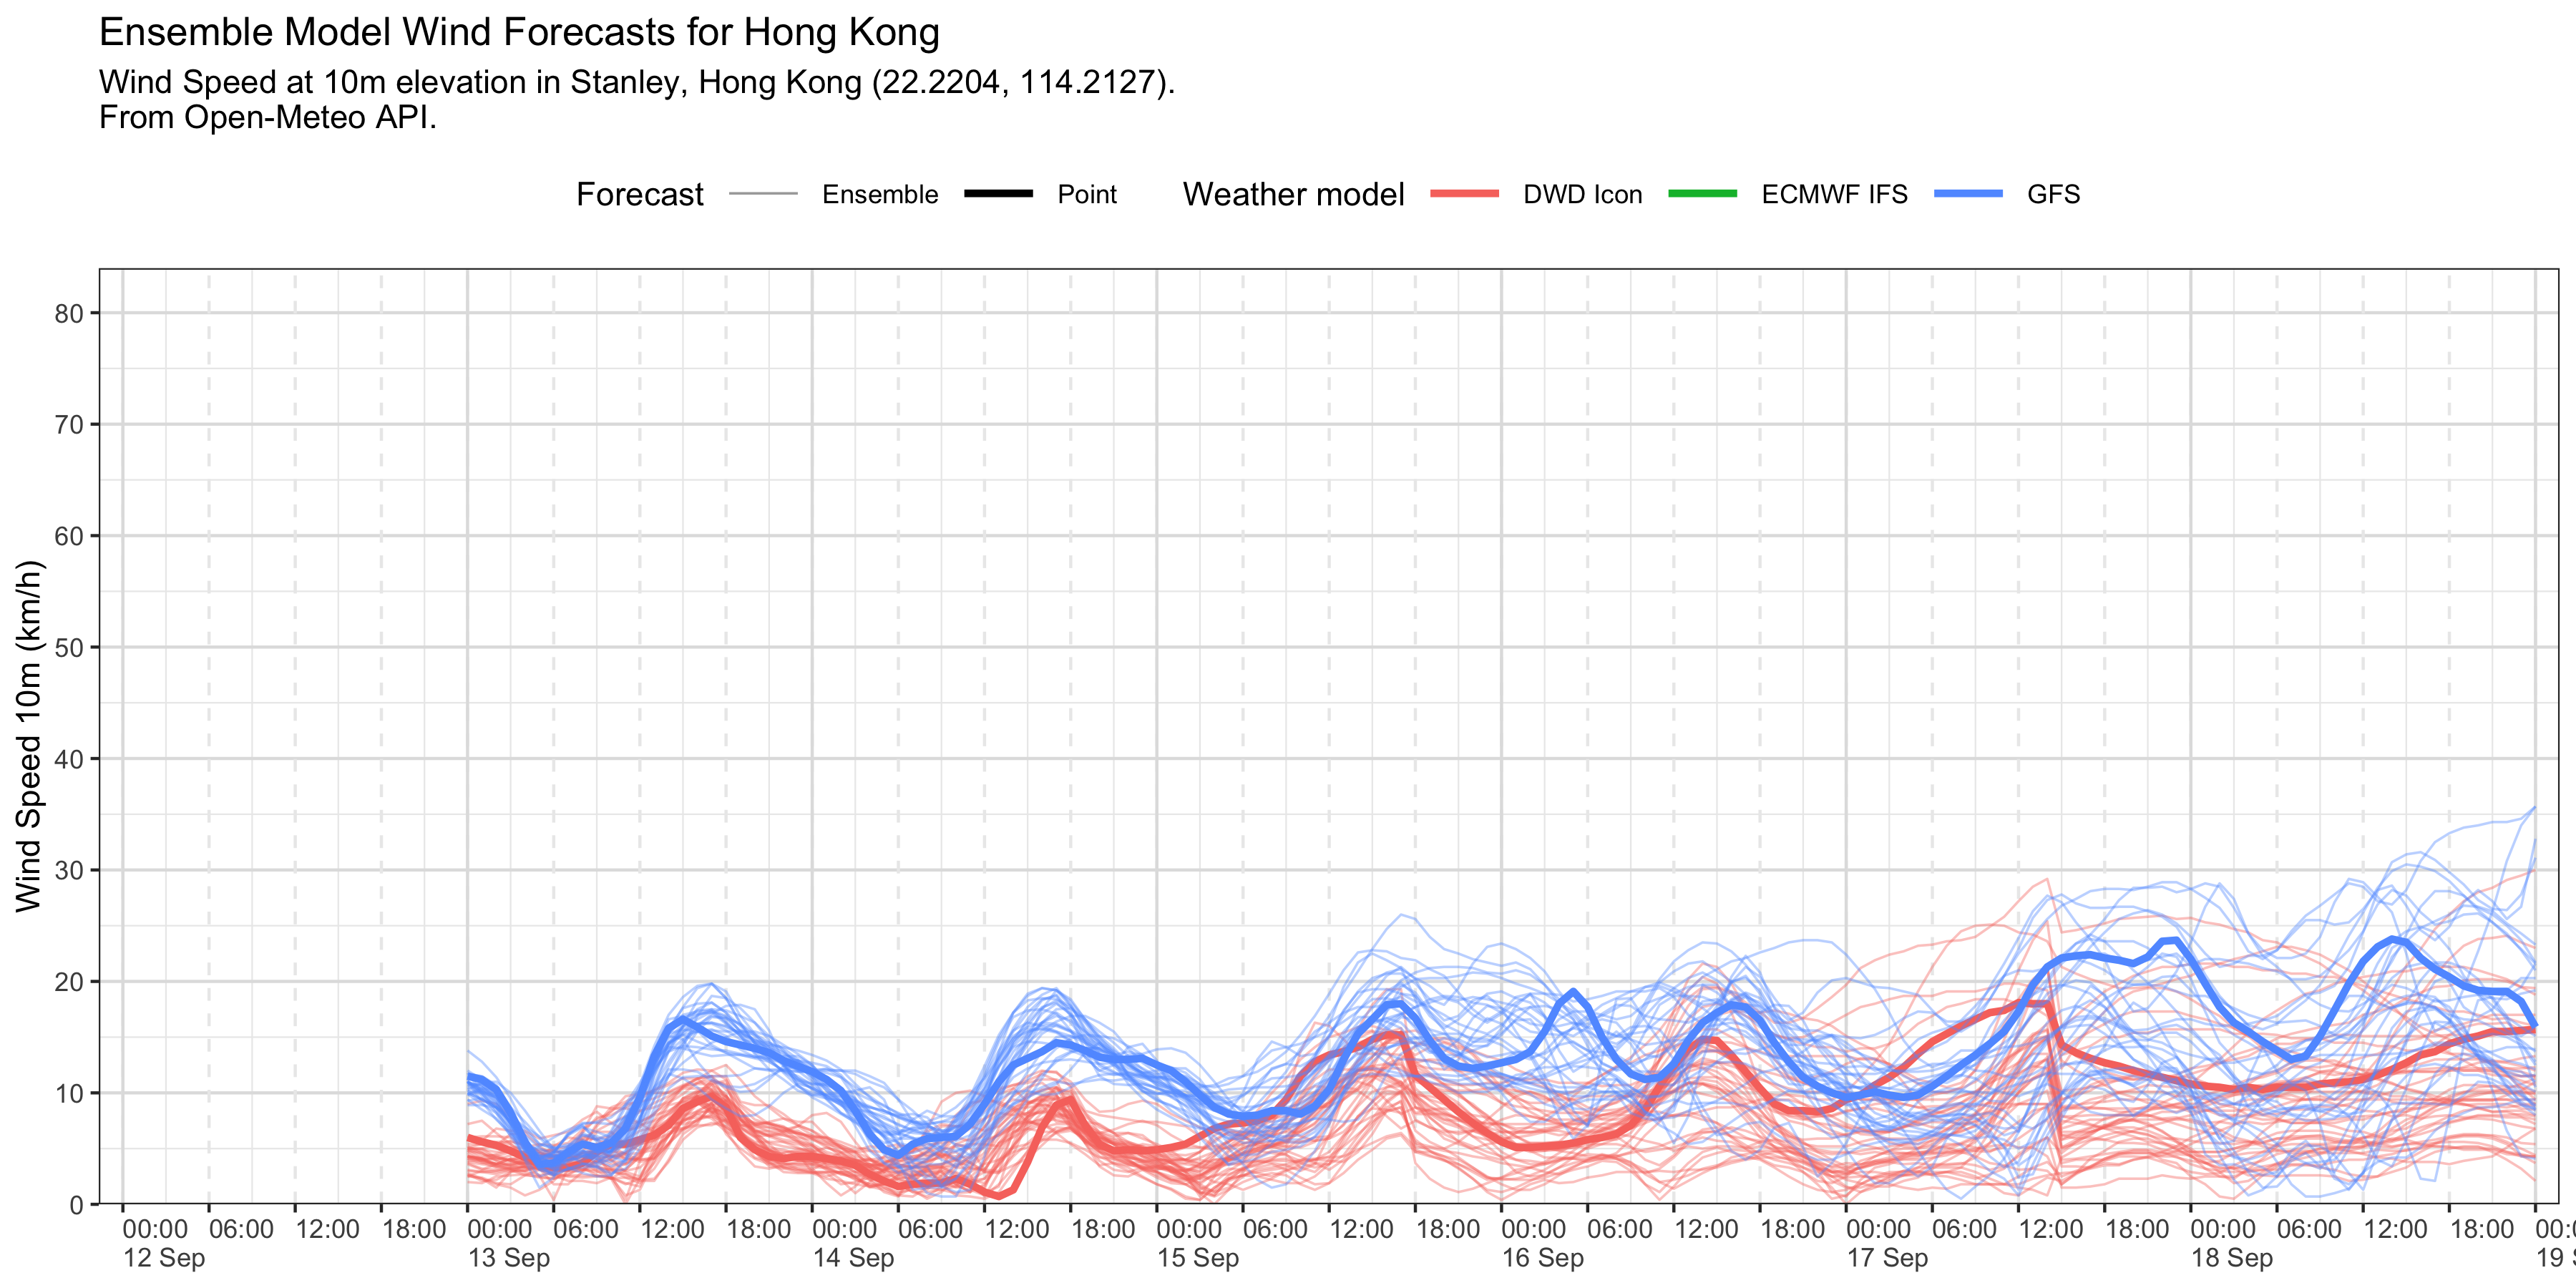 Ensemble Model Wind Forecasts for Hong Kong
Wind Speed at 10m elevation in Stanley, Hong Kong (22.2204, 114.2127).
From Open-Meteo API.
Forecast Ensemble Point Weather model DWD Icon ECMWF IFS GFS
Wind Speed 10m (km/h)
80
70
60
50
40
30
20
10
0
00:00 06:00 12:00 18:00 00:00 06:00 12:00 18:00 00:00 06:00 12:00 18:00 00:00 06:00 12:00 18:00 00:00 06:00 12:00 18:00 00:00 06:00 12:00 18:00 00:00 06:00 12:00 18:00
12 Sep 13 Sep 14 Sep 15 Sep 16 Sep 17 Sep 18 Sep 19